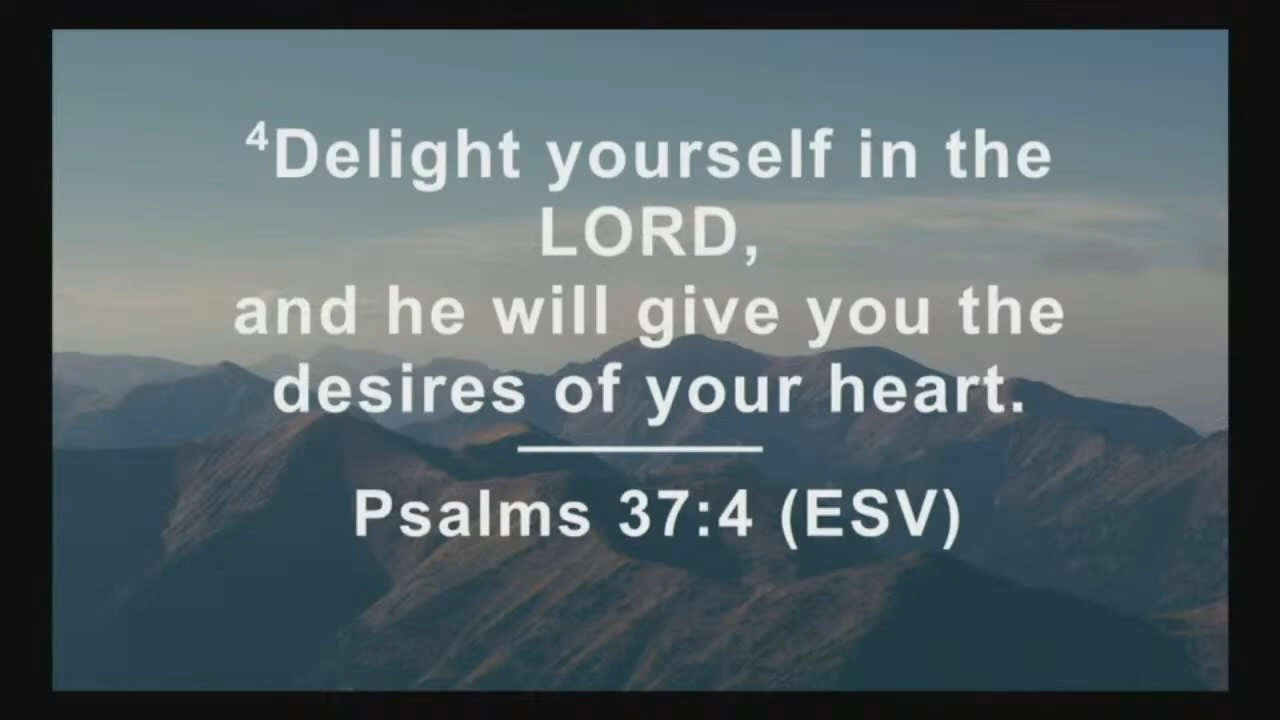 ⁴Delight yourself in the
LORD,
and he will give you the
desires of your heart.
Psalms 37:4 (ESV)